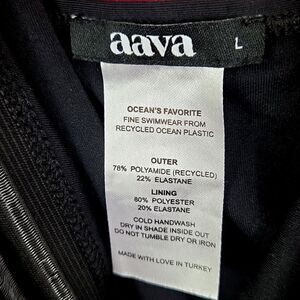 aava
L
OCEAN'S FAVORITE
FINE SWIMWEAR FROM
RECYCLED OCEAN PLASTIC
OUTER
78% POLYAMIDE (RECYCLED)
22% ELASTANE
LINING
80% POLYESTER
20% ELASTANE
COLD HANDWASH
DRY IN SHADE INSIDE OUT
DO NOT TUMBLE DRY OR IRON
MADE WITH LOVE IN TURKEY